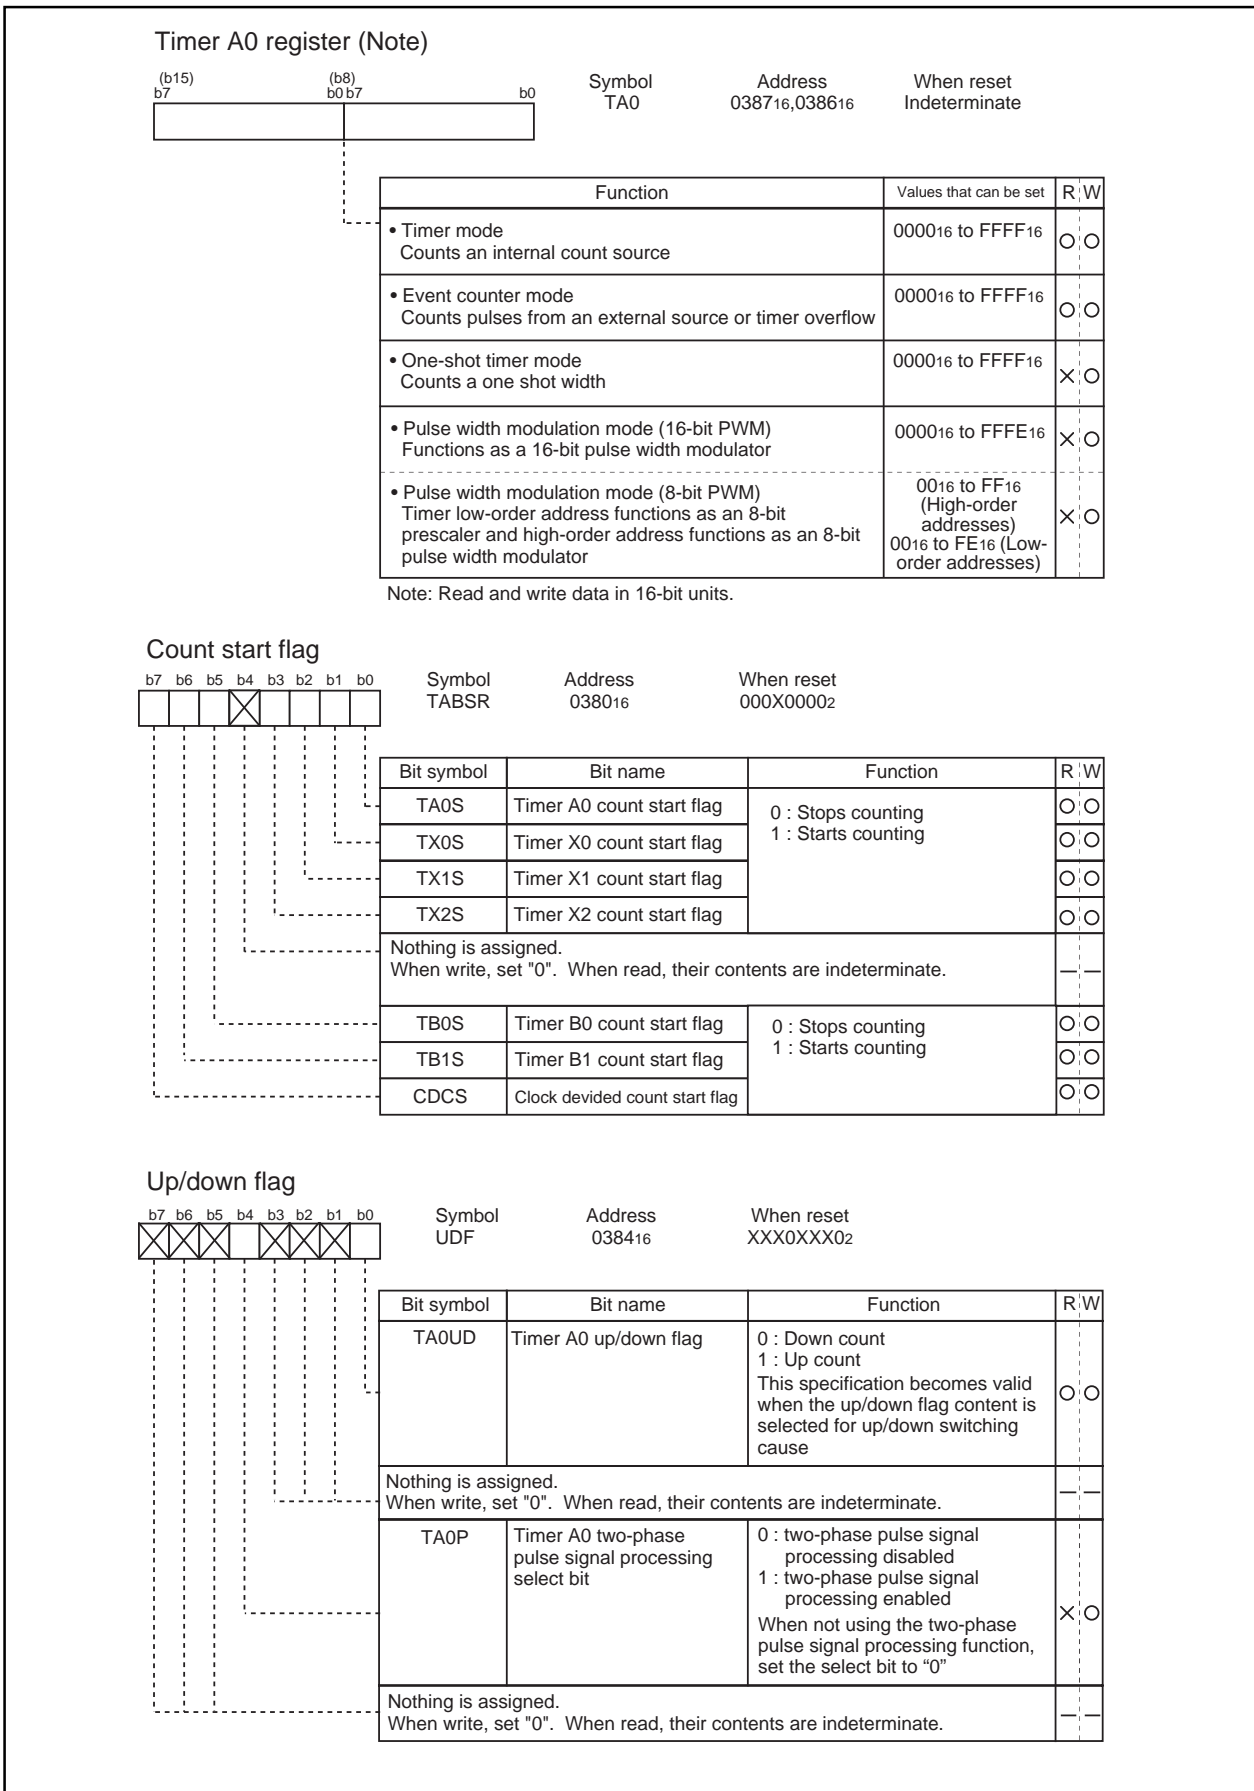 Timer A0 register (Note)
(b15) (b8)
b7 b0 b7 b0
Symbol Address When reset
TA0 038716,038616 Indeterminate
Function Values that can be set R W
• Timer mode 000016 to FFFF16
Counts an internal count source
• Event counter mode 000016 to FFFF16
Counts pulses from an external source or timer overflow
• One-shot timer mode 000016 to FFFF16
Counts a one shot width
• Pulse width modulation mode (16-bit PWM) 000016 to FFFE16
Functions as a 16-bit pulse width modulator
• Pulse width modulation mode (8-bit PWM)
Timer low-order address functions as an 8-bit
prescaler and high-order address functions as an 8-bit
pulse width modulator
0016 to FF16
(High-order
addresses)
0016 to FE16 (Low-
order addresses)
Note: Read and write data in 16-bit units.
Count start flag
b7 b6 b5 b4 b3 b2 b1 b0
Symbol Address When reset
TABSR 038016 000X00002
Bit symbol Bit name Function R W
TA0S Timer A0 count start flag
0 : Stops counting
1 : Starts counting
TX0S Timer X0 count start flag
TX1S Timer X1 count start flag
TX2S Timer X2 count start flag
Nothing is assigned.
When write, set "0". When read, their contents are indeterminate.
TB0S Timer B0 count start flag
0 : Stops counting
1 : Starts counting
TB1S Timer B1 count start flag
CDCS Clock devided count start flag
Up/down flag
b7 b6 b5 b4 b3 b2 b1 b0
Symbol Address When reset
UDF 038416 XXX0XXX02
Bit symbol Bit name Function R W
TA0UD Timer A0 up/down flag
0 : Down count
1 : Up count
This specification becomes valid
when the up/down flag content is
selected for up/down switching
cause
Nothing is assigned.
When write, set "0". When read, their contents are indeterminate.
TA0P
Timer A0 two-phase
pulse signal processing
select bit
0 : two-phase pulse signal
processing disabled
1 : two-phase pulse signal
processing enabled
When not using the two-phase
pulse signal processing function,
set the select bit to “0”
Nothing is assigned.
When write, set "0". When read, their contents are indeterminate.